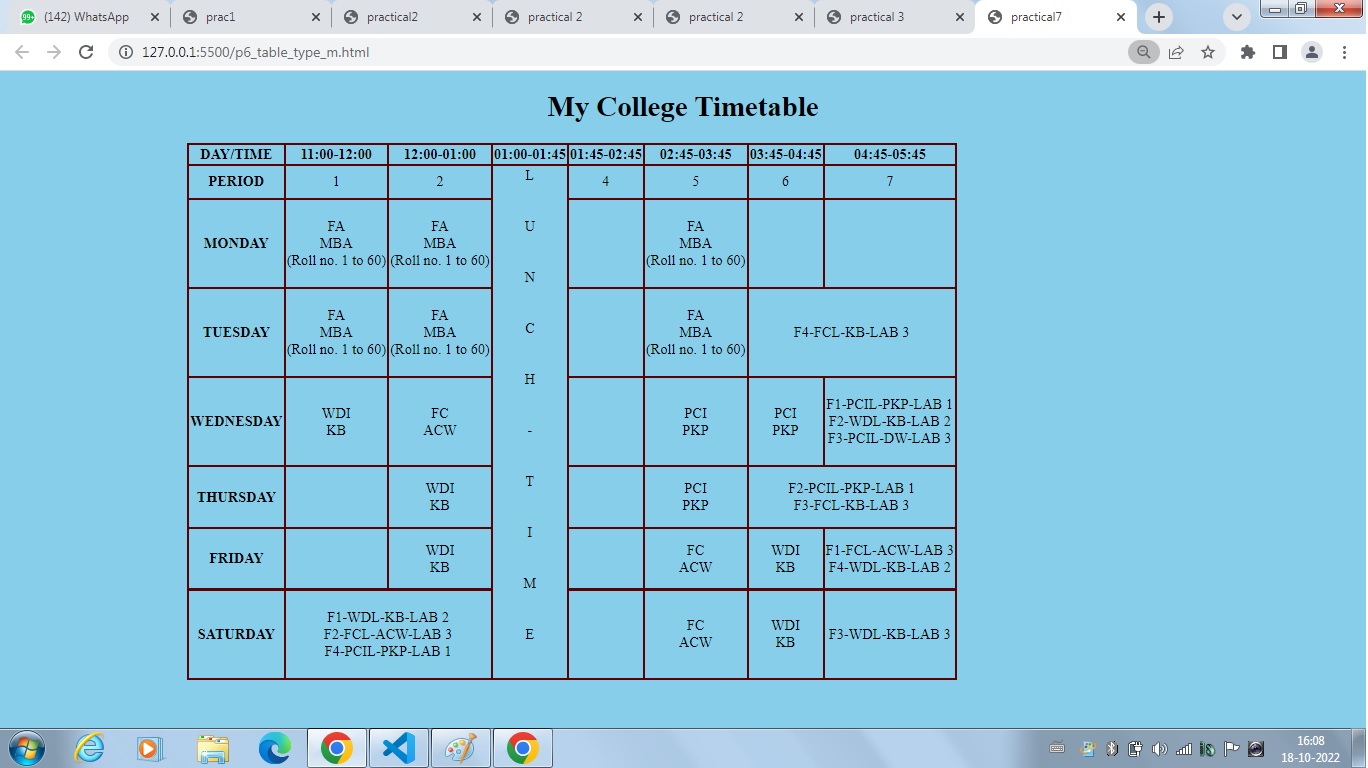 (142) WhatsApp
prac1
practical2
practical 2
practical 2
practical 3
practical7
127.0.0.1:5500/p6_table_type_m.html
My College Timetable
DAY/TIME 11:00-12:00 12:00-01:00 01:00-01:45 01:45-02:45 02:45-03:45 03:45-04:45 04:45-05:45
PERIOD 1 2 4 5 6 7
L
U
N
C
H
-
T
I
M
E
MONDAY
FA
MBA
(Roll no. 1 to 60)
FA
MBA
(Roll no. 1 to 60)
FA
MBA
(Roll no. 1 to 60)
TUESDAY
FA
MBA
(Roll no. 1 to 60)
FA
MBA
(Roll no. 1 to 60)
FA
MBA
(Roll no. 1 to 60)
F4-FCL-KB-LAB 3
WEDNESDAY
WDI
KB
FC
ACW
PCI
PKP
PCI
PKP
F1-PCIL-PKP-LAB 1
F2-WDL-KB-LAB 2
F3-PCIL-DW-LAB 3
THURSDAY
WDI
KB
PCI
PKP
F2-PCIL-PKP-LAB 1
F3-FCL-KB-LAB 3
FRIDAY
WDI
KB
FC
ACW
WDI
KB
F1-FCL-ACW-LAB 3
F4-WDL-KB-LAB 2
SATURDAY
F1-WDL-KB-LAB 2
F2-FCL-ACW-LAB 3
F4-PCIL-PKP-LAB 1
FC
ACW
WDI
KB
F3-WDL-KB-LAB 3
16:08
18-10-2022